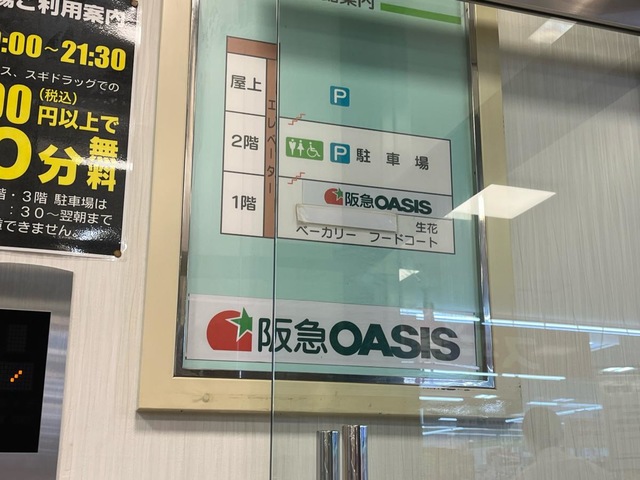 ご利用案内
:00～21:30
ス、スギドラッグでの
00円以上で
(税込)
0分無料
階・3階 駐車場は
:30～翌朝まで
できません。
案内
屋上
P
エレベーター
2階
P 駐車場
1階
阪急OASIS
生花
ベーカリー フードコート
阪急OASIS